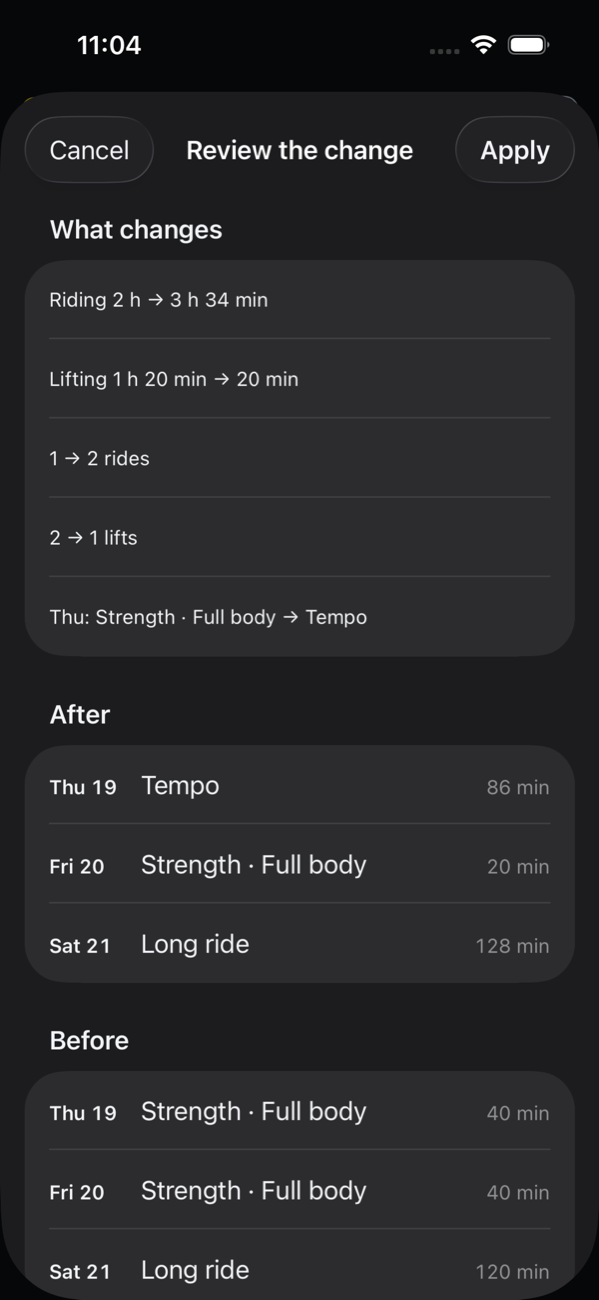 11:04
Cancel Review the change Apply
What changes
Riding 2 h → 3 h 34 min
Lifting 1 h 20 min → 20 min
1 → 2 rides
2 → 1 lifts
Thu: Strength · Full body → Tempo
After
Thu 19 Tempo 86 min
Fri 20 Strength · Full body 20 min
Sat 21 Long ride 128 min
Before
Thu 19 Strength · Full body 40 min
Fri 20 Strength · Full body 40 min
Sat 21 Long ride 120 min